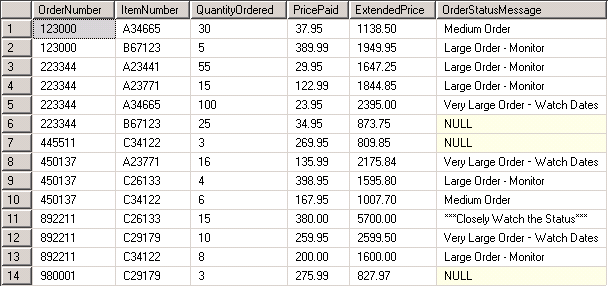 OrderNumber ItemNumber QuantityOrdered PricePaid ExtendedPrice OrderStatusMessage
1 123000 A34665 30 37.95 1138.50 Medium Order
2 123000 B67123 5 389.99 1949.95 Large Order - Monitor
3 223344 A23441 55 29.95 1647.25 Large Order - Monitor
4 223344 A23771 15 122.99 1844.85 Large Order - Monitor
5 223344 A34665 100 23.95 2395.00 Very Large Order - Watch Dates
6 223344 B67123 25 34.95 873.75 NULL
7 445511 C34122 3 269.95 809.85 NULL
8 450137 A23771 16 135.99 2175.84 Very Large Order - Watch Dates
9 450137 C26133 4 398.95 1595.80 Large Order - Monitor
10 450137 C34122 6 167.95 1007.70 Medium Order
11 892211 C26133 15 380.00 5700.00 ***Closely Watch the Status***
12 892211 C29179 10 259.95 2599.50 Very Large Order - Watch Dates
13 892211 C34122 8 200.00 1600.00 Large Order - Monitor
14 980001 C29179 3 275.99 827.97 NULL